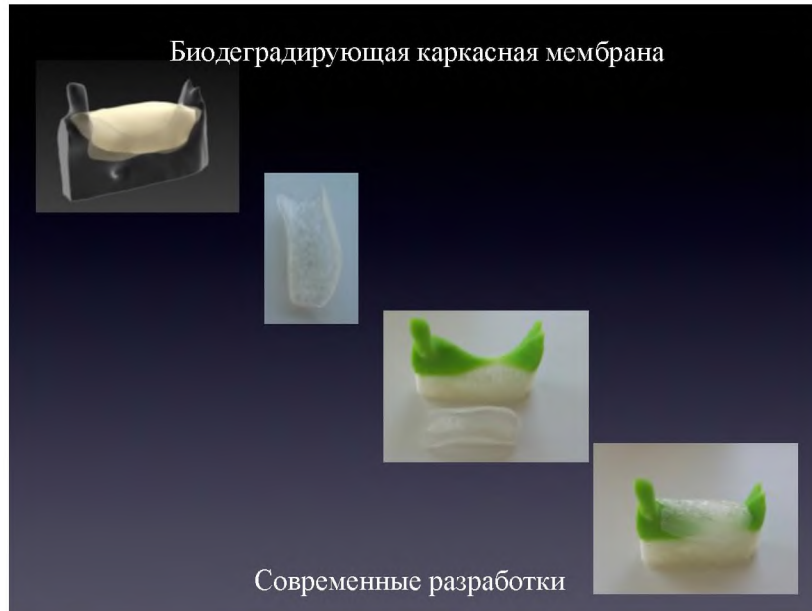 Биодеградирующая каркасная мембрана
Современные разработки